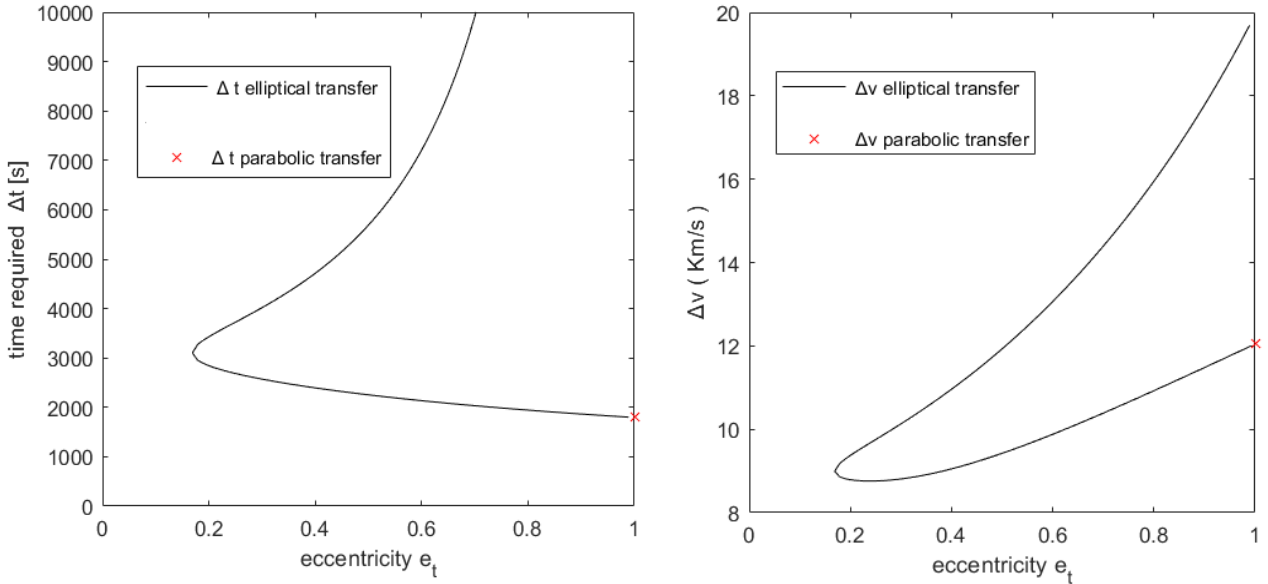 10000
9000
8000
7000
6000
5000
4000
3000
2000
1000
0
time required Δt [s]
Δ t elliptical transfer
Δ t parabolic transfer
0 0.2 0.4 0.6 0.8 1
eccentricity e_t
20
18
16
14
12
10
8
Δv ( Km/s )
Δv elliptical transfer
Δv parabolic transfer
0 0.2 0.4 0.6 0.8 1
eccentricity e_t